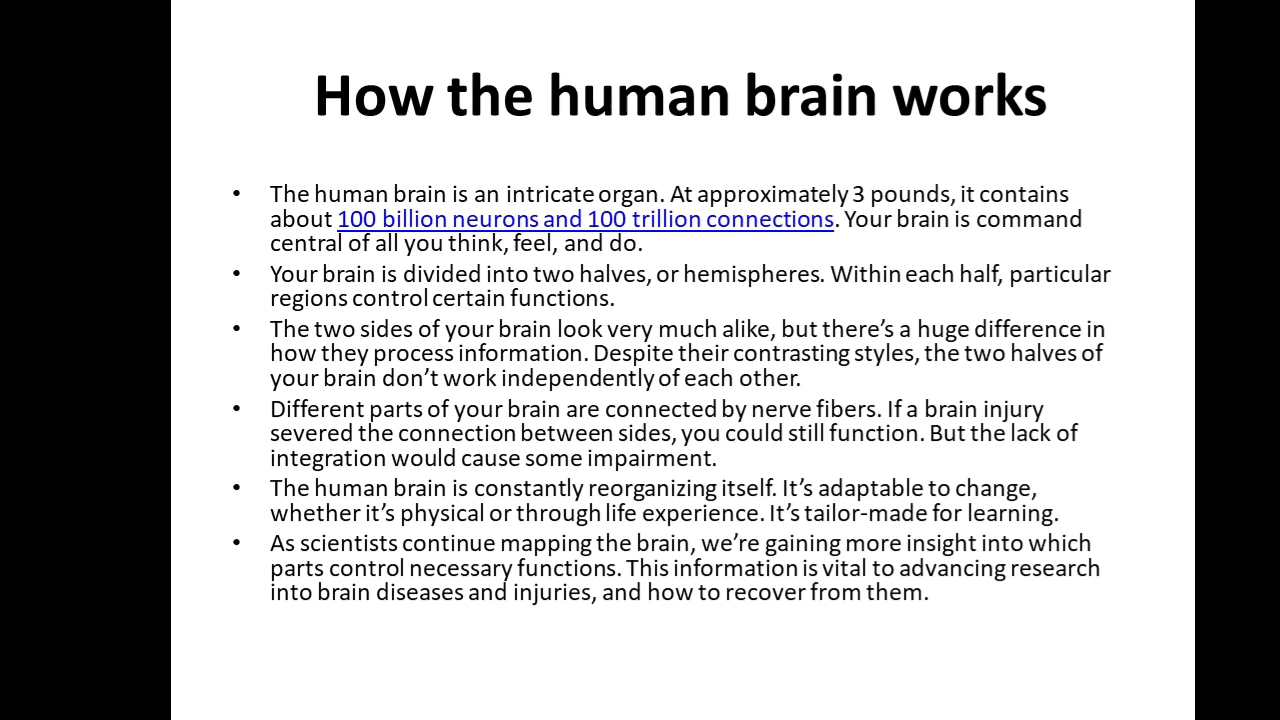 How the human brain works
• The human brain is an intricate organ. At approximately 3 pounds, it contains
about 100 billion neurons and 100 trillion connections. Your brain is command
central of all you think, feel, and do.
• Your brain is divided into two halves, or hemispheres. Within each half, particular
regions control certain functions.
• The two sides of your brain look very much alike, but there’s a huge difference in
how they process information. Despite their contrasting styles, the two halves of
your brain don’t work independently of each other.
• Different parts of your brain are connected by nerve fibers. If a brain injury
severed the connection between sides, you could still function. But the lack of
integration would cause some impairment.
• The human brain is constantly reorganizing itself. It’s adaptable to change,
whether it’s physical or through life experience. It’s tailor-made for learning.
• As scientists continue mapping the brain, we’re gaining more insight into which
parts control necessary functions. This information is vital to advancing research
into brain diseases and injuries, and how to recover from them.